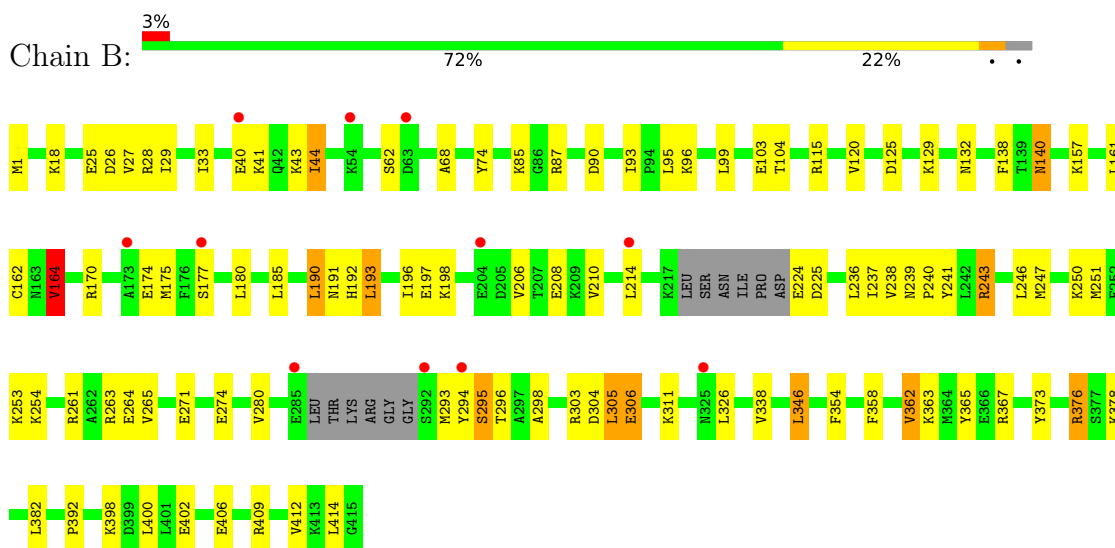 3%
Chain B:
72% 22% • •
M1 K18 E25 D26 V27 R28 I29 I33 E40 K41 Q42 K43 I44 K54 S62 D63 A68 Y74 K85 G86 R87 D90 I93 P94 L95 K96 L99 E103 T104 R115 V120 D125 K129 N132 F138 T139 N140 K157 L161
C162 N163 V164 R170 A173 E174 M175 F176 S177 L180 L185 L190 N191 H192 L193 I196 E197 K198 E204 D205 V206 T207 E208 K209 V210 L214 K217 LEU SER ASN ILE PRO ASP E224 D225 L236 I237 V238 N239 P240 Y241 L242 R243 L246 M247 K250 M251 E252
K253 K254 R261 A262 R263 E264 V265 E271 E274 V280 E285 LEU THR LYS ARG GLY GLY S292 M293 Y294 S295 T296 A297 A298 R303 D304 L305 E306 K311 N325 L326 V338 L346 F354 F358 V362 K363 M364 Y365 E366 R367 Y373 R376 S377 K378
L382 P392 K398 D399 L400 L401 E402 E406 R409 V412 K413 L414 G415